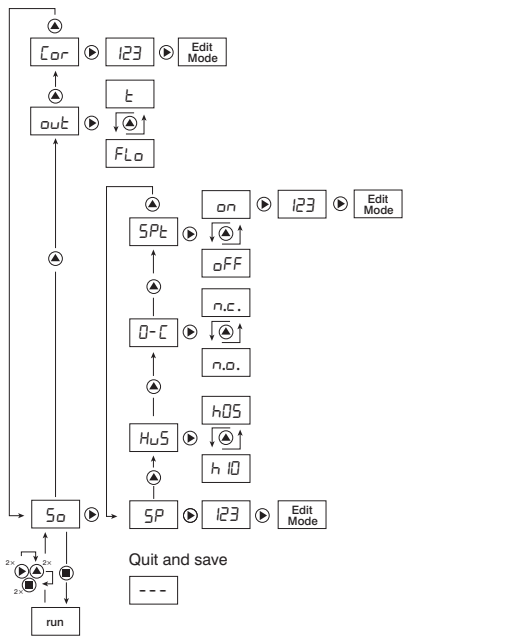 Cor 123 Edit Mode
out t
FLo
SPt on 123 Edit Mode
oFF
O-C n.c.
n.o.
HuS h05
h10
So SP 123 Edit Mode
2× 2×
2×
Quit and save
run - - -